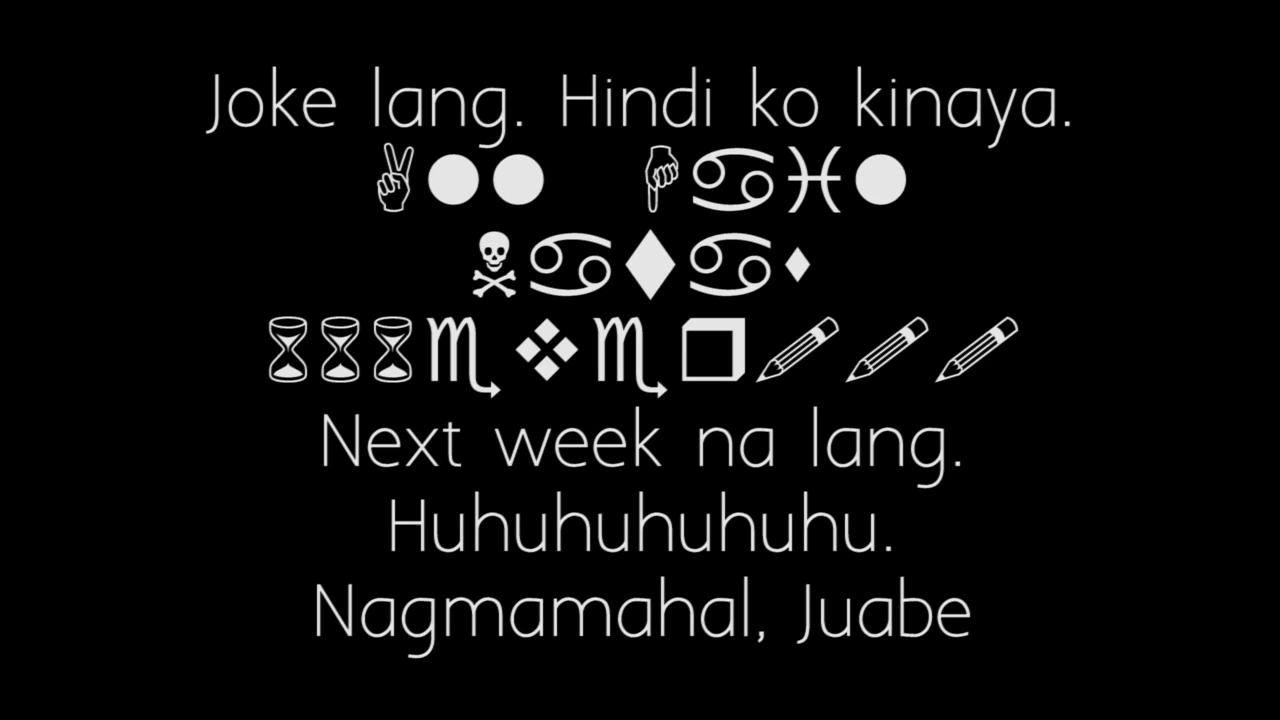 Joke lang. Hindi ko kinaya.
✌●● ☟♋♓●
☠♋⧫♋⬧
⌛⌛⌛♏❖♏❒✏✏✏
Next week na lang.
Huhuhuhuhuhu.
Nagmamahal, Juabe